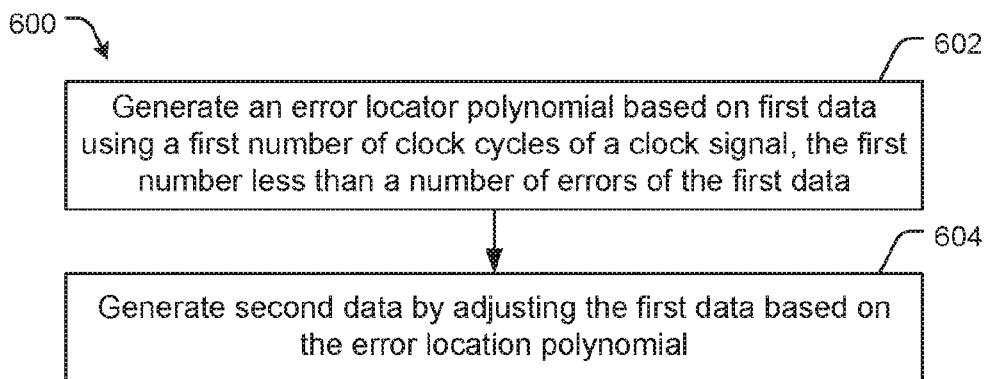 600
602
Generate an error locator polynomial based on first data
using a first number of clock cycles of a clock signal, the first
number less than a number of errors of the first data
604
Generate second data by adjusting the first data based on
the error location polynomial